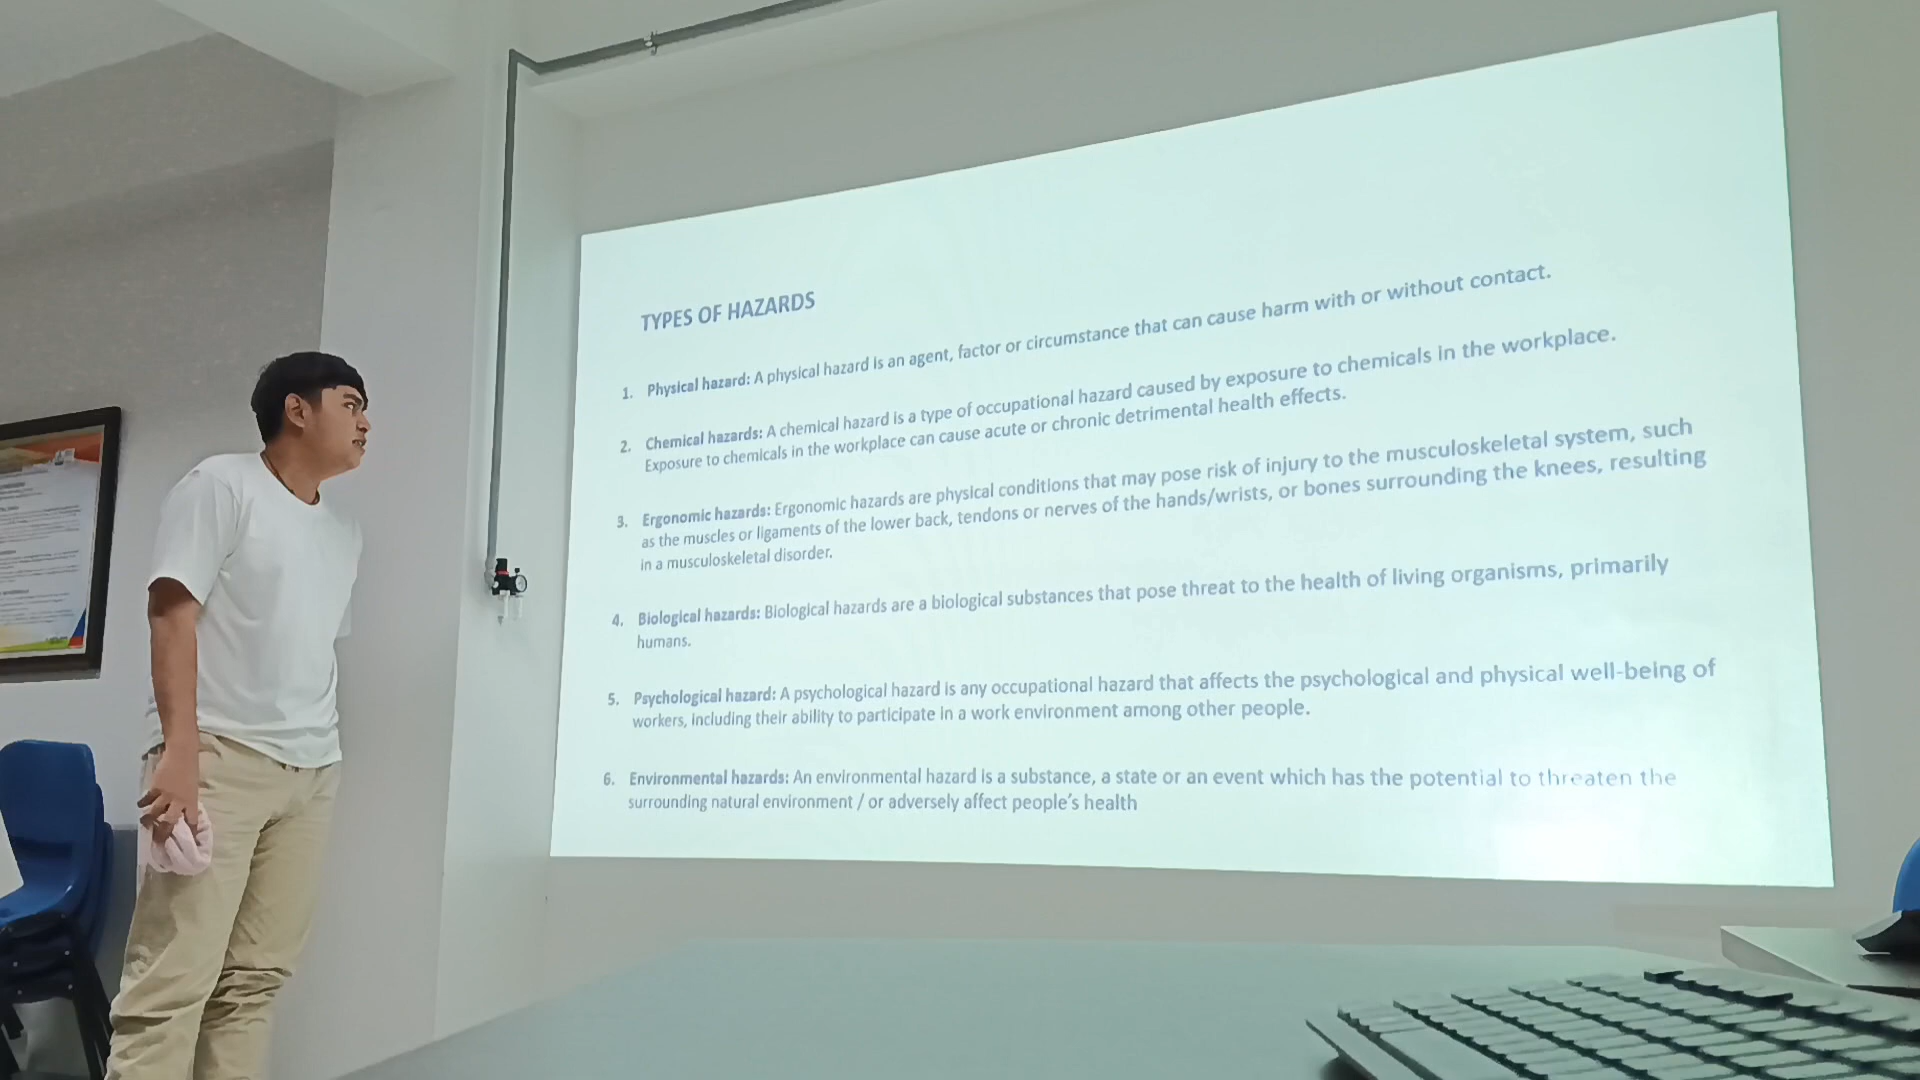 TYPES OF HAZARDS
1. Physical hazard: A physical hazard is an agent, factor or circumstance that can cause harm with or without contact.
2. Chemical hazards: A chemical hazard is a type of occupational hazard caused by exposure to chemicals in the workplace.
Exposure to chemicals in the workplace can cause acute or chronic detrimental health effects.
3. Ergonomic hazards: Ergonomic hazards are physical conditions that may pose risk of injury to the musculoskeletal system, such
as the muscles or ligaments of the lower back, tendons or nerves of the hands/wrists, or bones surrounding the knees, resulting
in a musculoskeletal disorder.
4. Biological hazards: Biological hazards are a biological substances that pose threat to the health of living organisms, primarily
humans.
5. Psychological hazard: A psychological hazard is any occupational hazard that affects the psychological and physical well-being of
workers, including their ability to participate in a work environment among other people.
6. Environmental hazards: An environmental hazard is a substance, a state or an event which has the potential to threaten the
surrounding natural environment / or adversely affect people's health